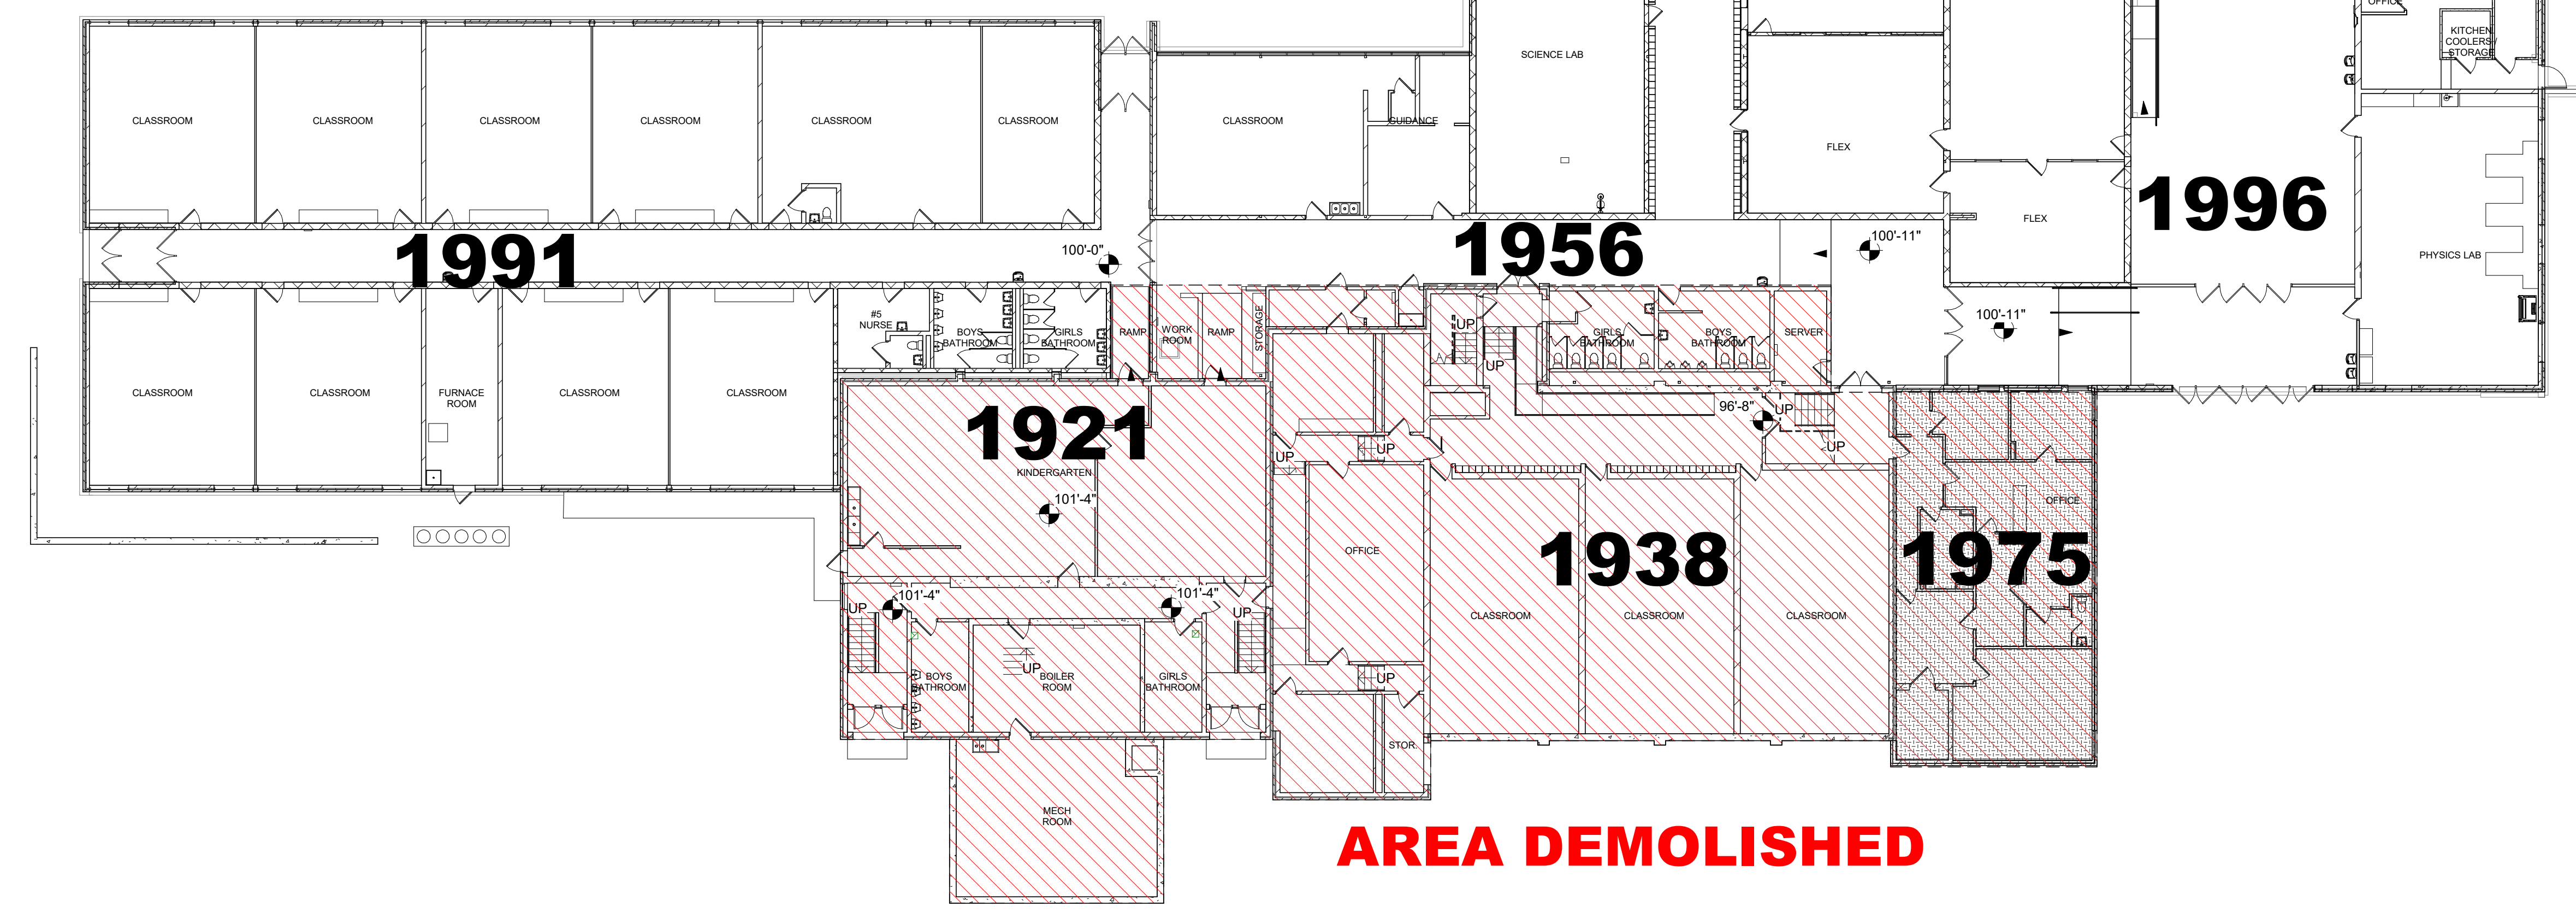 OFFICE
KITCHEN
COOLERS /
STORAGE
SCIENCE LAB
CLASSROOM
CLASSROOM
CLASSROOM
CLASSROOM
CLASSROOM
CLASSROOM
CLASSROOM
GUIDANCE
FLEX
FLEX
1996
1991
100'-0"
1956
100'-11"
PHYSICS LAB
100'-11"
#5
NURSE
BOYS
BATHROOM
GIRLS
BATHROOM
RAMP
WORK
ROOM
RAMP
STORAGE
UP
UP
GIRLS
BATHROOM
BOYS
BATHROOM
SERVER
CLASSROOM
CLASSROOM
FURNACE
ROOM
CLASSROOM
CLASSROOM
1921
KINDERGARTEN
101'-4"
96'-8"
UP
UP
UP
UP
OFFICE
OFFICE
1938
1975
UP
101'-4"
101'-4"
UP
CLASSROOM
CLASSROOM
CLASSROOM
BOYS
BATHROOM
UP
BOILER
ROOM
GIRLS
BATHROOM
UP
STOR.
MECH
ROOM
AREA DEMOLISHED